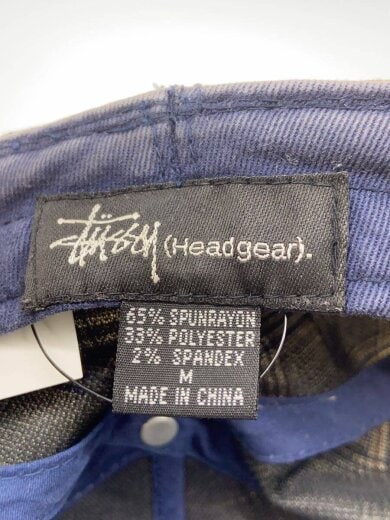 Stüssy (Headgear).
65% SPUNRAYON
33% POLYESTER
2% SPANDEX
M
MADE IN CHINA